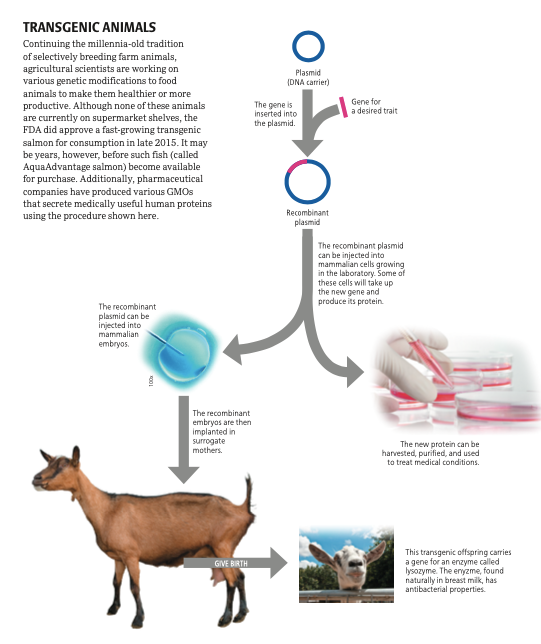 TRANSGENIC ANIMALS
Continuing the millennia-old tradition
of selectively breeding farm animals,
agricultural scientists are working on
various genetic modifications to food
animals to make them healthier or more
productive. Although none of these animals
are currently on supermarket shelves, the
FDA did approve a fast-growing transgenic
salmon for consumption in late 2015. It may
be years, however, before such fish (called
AquaAdvantage salmon) become available
for purchase. Additionally, pharmaceutical
companies have produced various GMOs
that secrete medically useful human proteins
using the procedure shown here.
Plasmid
(DNA carrier)
The gene is
inserted into
the plasmid.
Gene for
a desired trait
Recombinant
plasmid
The recombinant plasmid
can be injected into
mammalian cells growing
in the laboratory. Some of
these cells will take up
the new gene and
produce its protein.
The recombinant
plasmid can be
injected into
mammalian
embryos.
100x
The recombinant
embryos are then
implanted in
surrogate
mothers.
The new protein can be
harvested, purified, and used
to treat medical conditions.
GIVE BIRTH
This transgenic offspring carries
a gene for an enzyme called
lysozyme. The enyzme, found
naturally in breast milk, has
antibacterial properties.